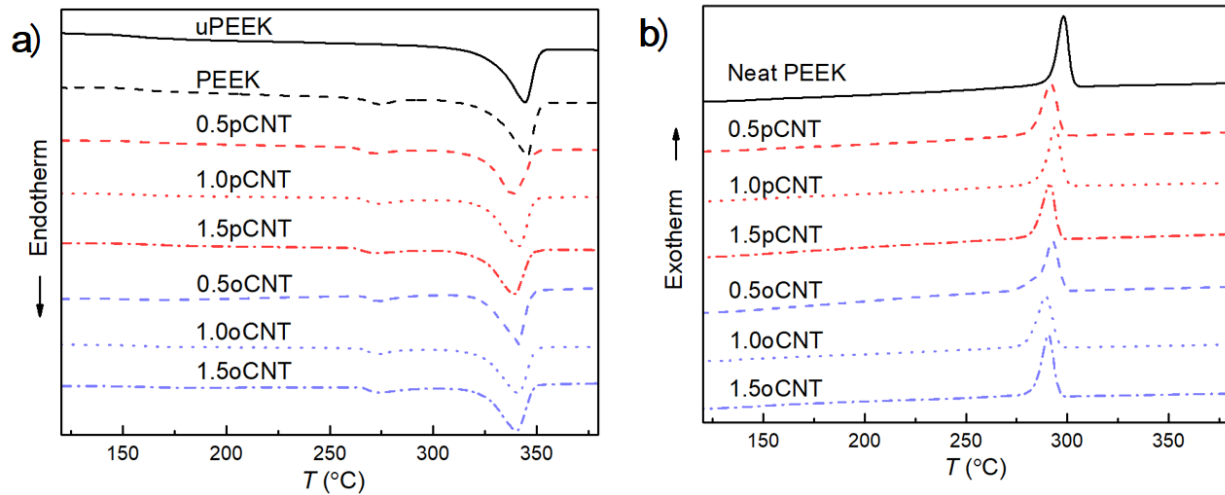 a)
uPEEK
PEEK
0.5pCNT
1.0pCNT
1.5pCNT
0.5oCNT
1.0oCNT
1.5oCNT
Endotherm
150 200 250 300 350
T (°C)
b)
Neat PEEK
0.5pCNT
1.0pCNT
1.5pCNT
0.5oCNT
1.0oCNT
1.5oCNT
Exotherm
150 200 250 300 350
T (°C)